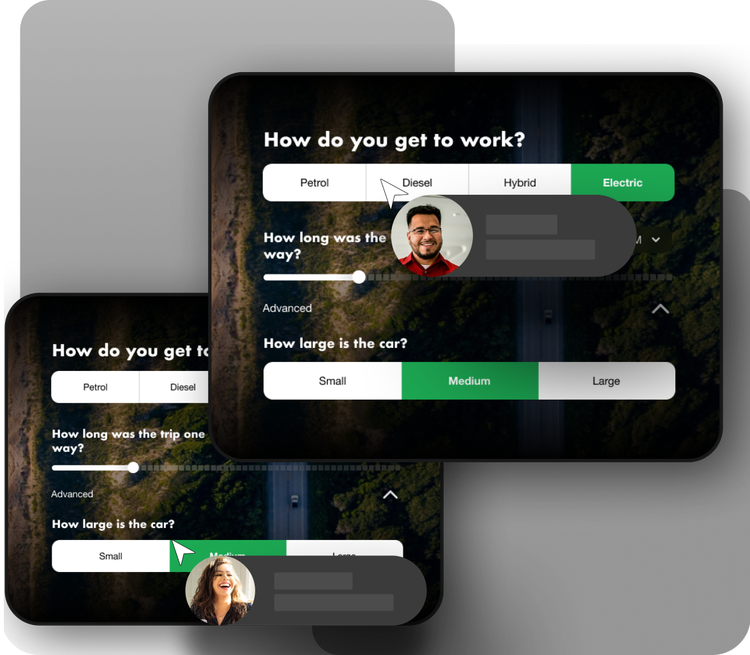 How do you get to work?
Petrol
Diesel
Hybrid
Electric
How long was the
way?
Advanced
How large is the car?
Small
Medium
Large
How do you get to
Petrol
Diesel
How long was the trip one
way?
Advanced
How large is the car?
Small
Medium
Large